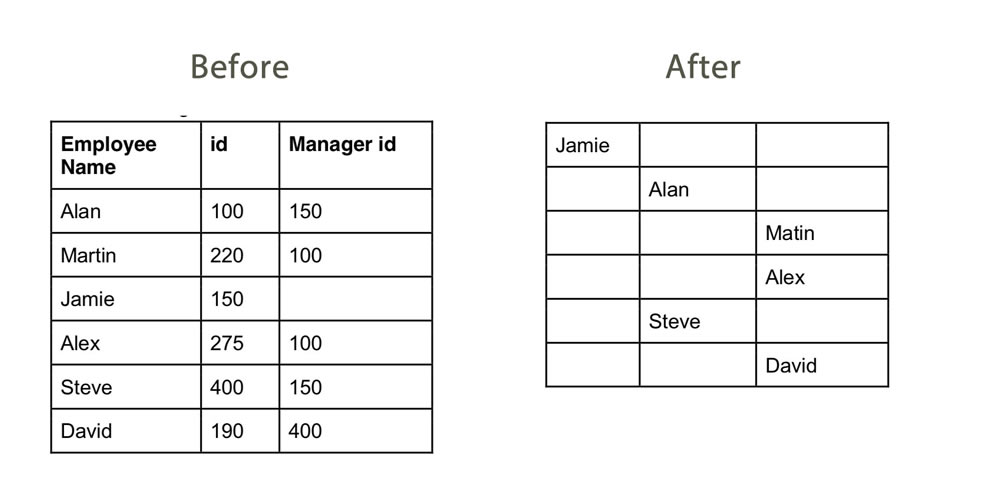 Before
After
Employee Name id Manager id
Alan 100 150
Martin 220 100
Jamie 150
Alex 275 100
Steve 400 150
David 190 400
Jamie
Alan
Matin
Alex
Steve
David